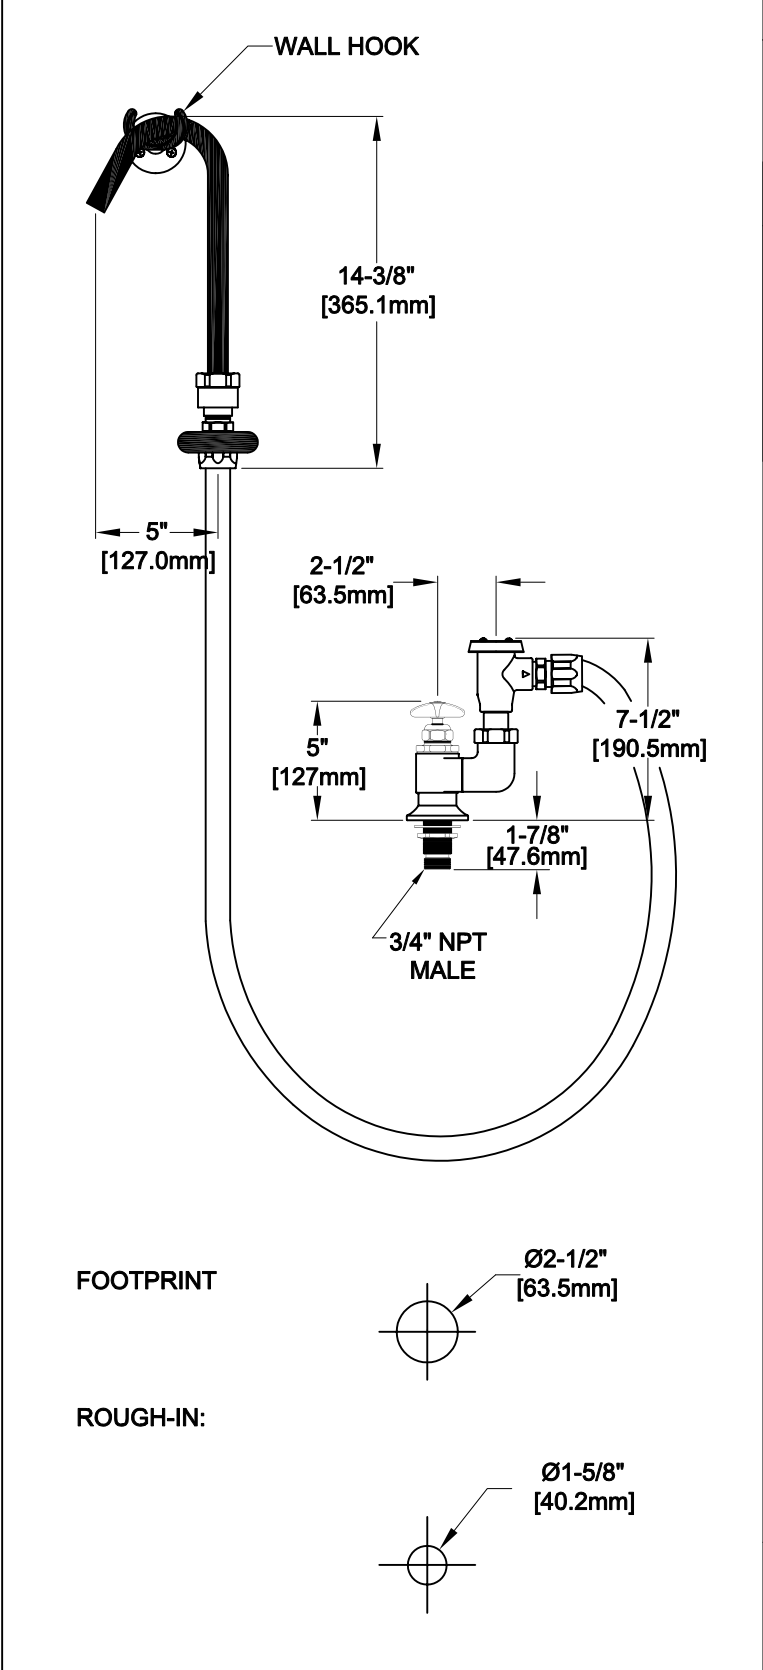 WALL HOOK
14-3/8"
[365.1mm]
5"
[127.0mm]
2-1/2"
[63.5mm]
7-1/2"
[190.5mm]
5"
[127mm]
1-7/8"
[47.6mm]
3/4" NPT
MALE
FOOTPRINT
Ø2-1/2"
[63.5mm]
ROUGH-IN:
Ø1-5/8"
[40.2mm]